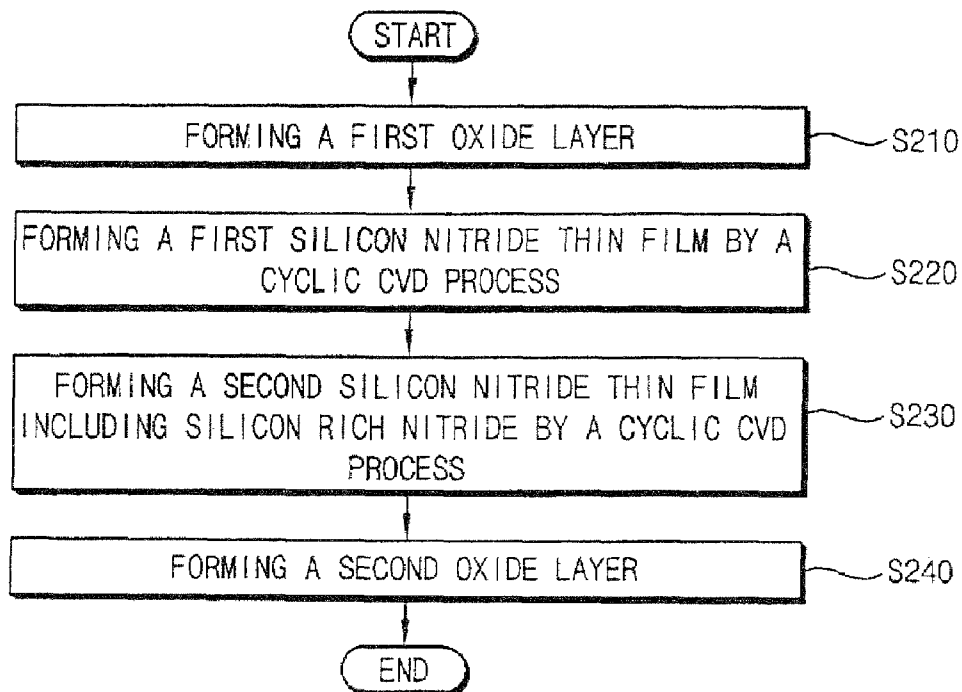 START
FORMING A FIRST OXIDE LAYER
S210
FORMING A FIRST SILICON NITRIDE THIN FILM BY A
CYCLIC CVD PROCESS
S220
FORMING A SECOND SILICON NITRIDE THIN FILM
INCLUDING SILICON RICH NITRIDE BY A CYCLIC CVD
PROCESS
S230
FORMING A SECOND OXIDE LAYER
S240
END